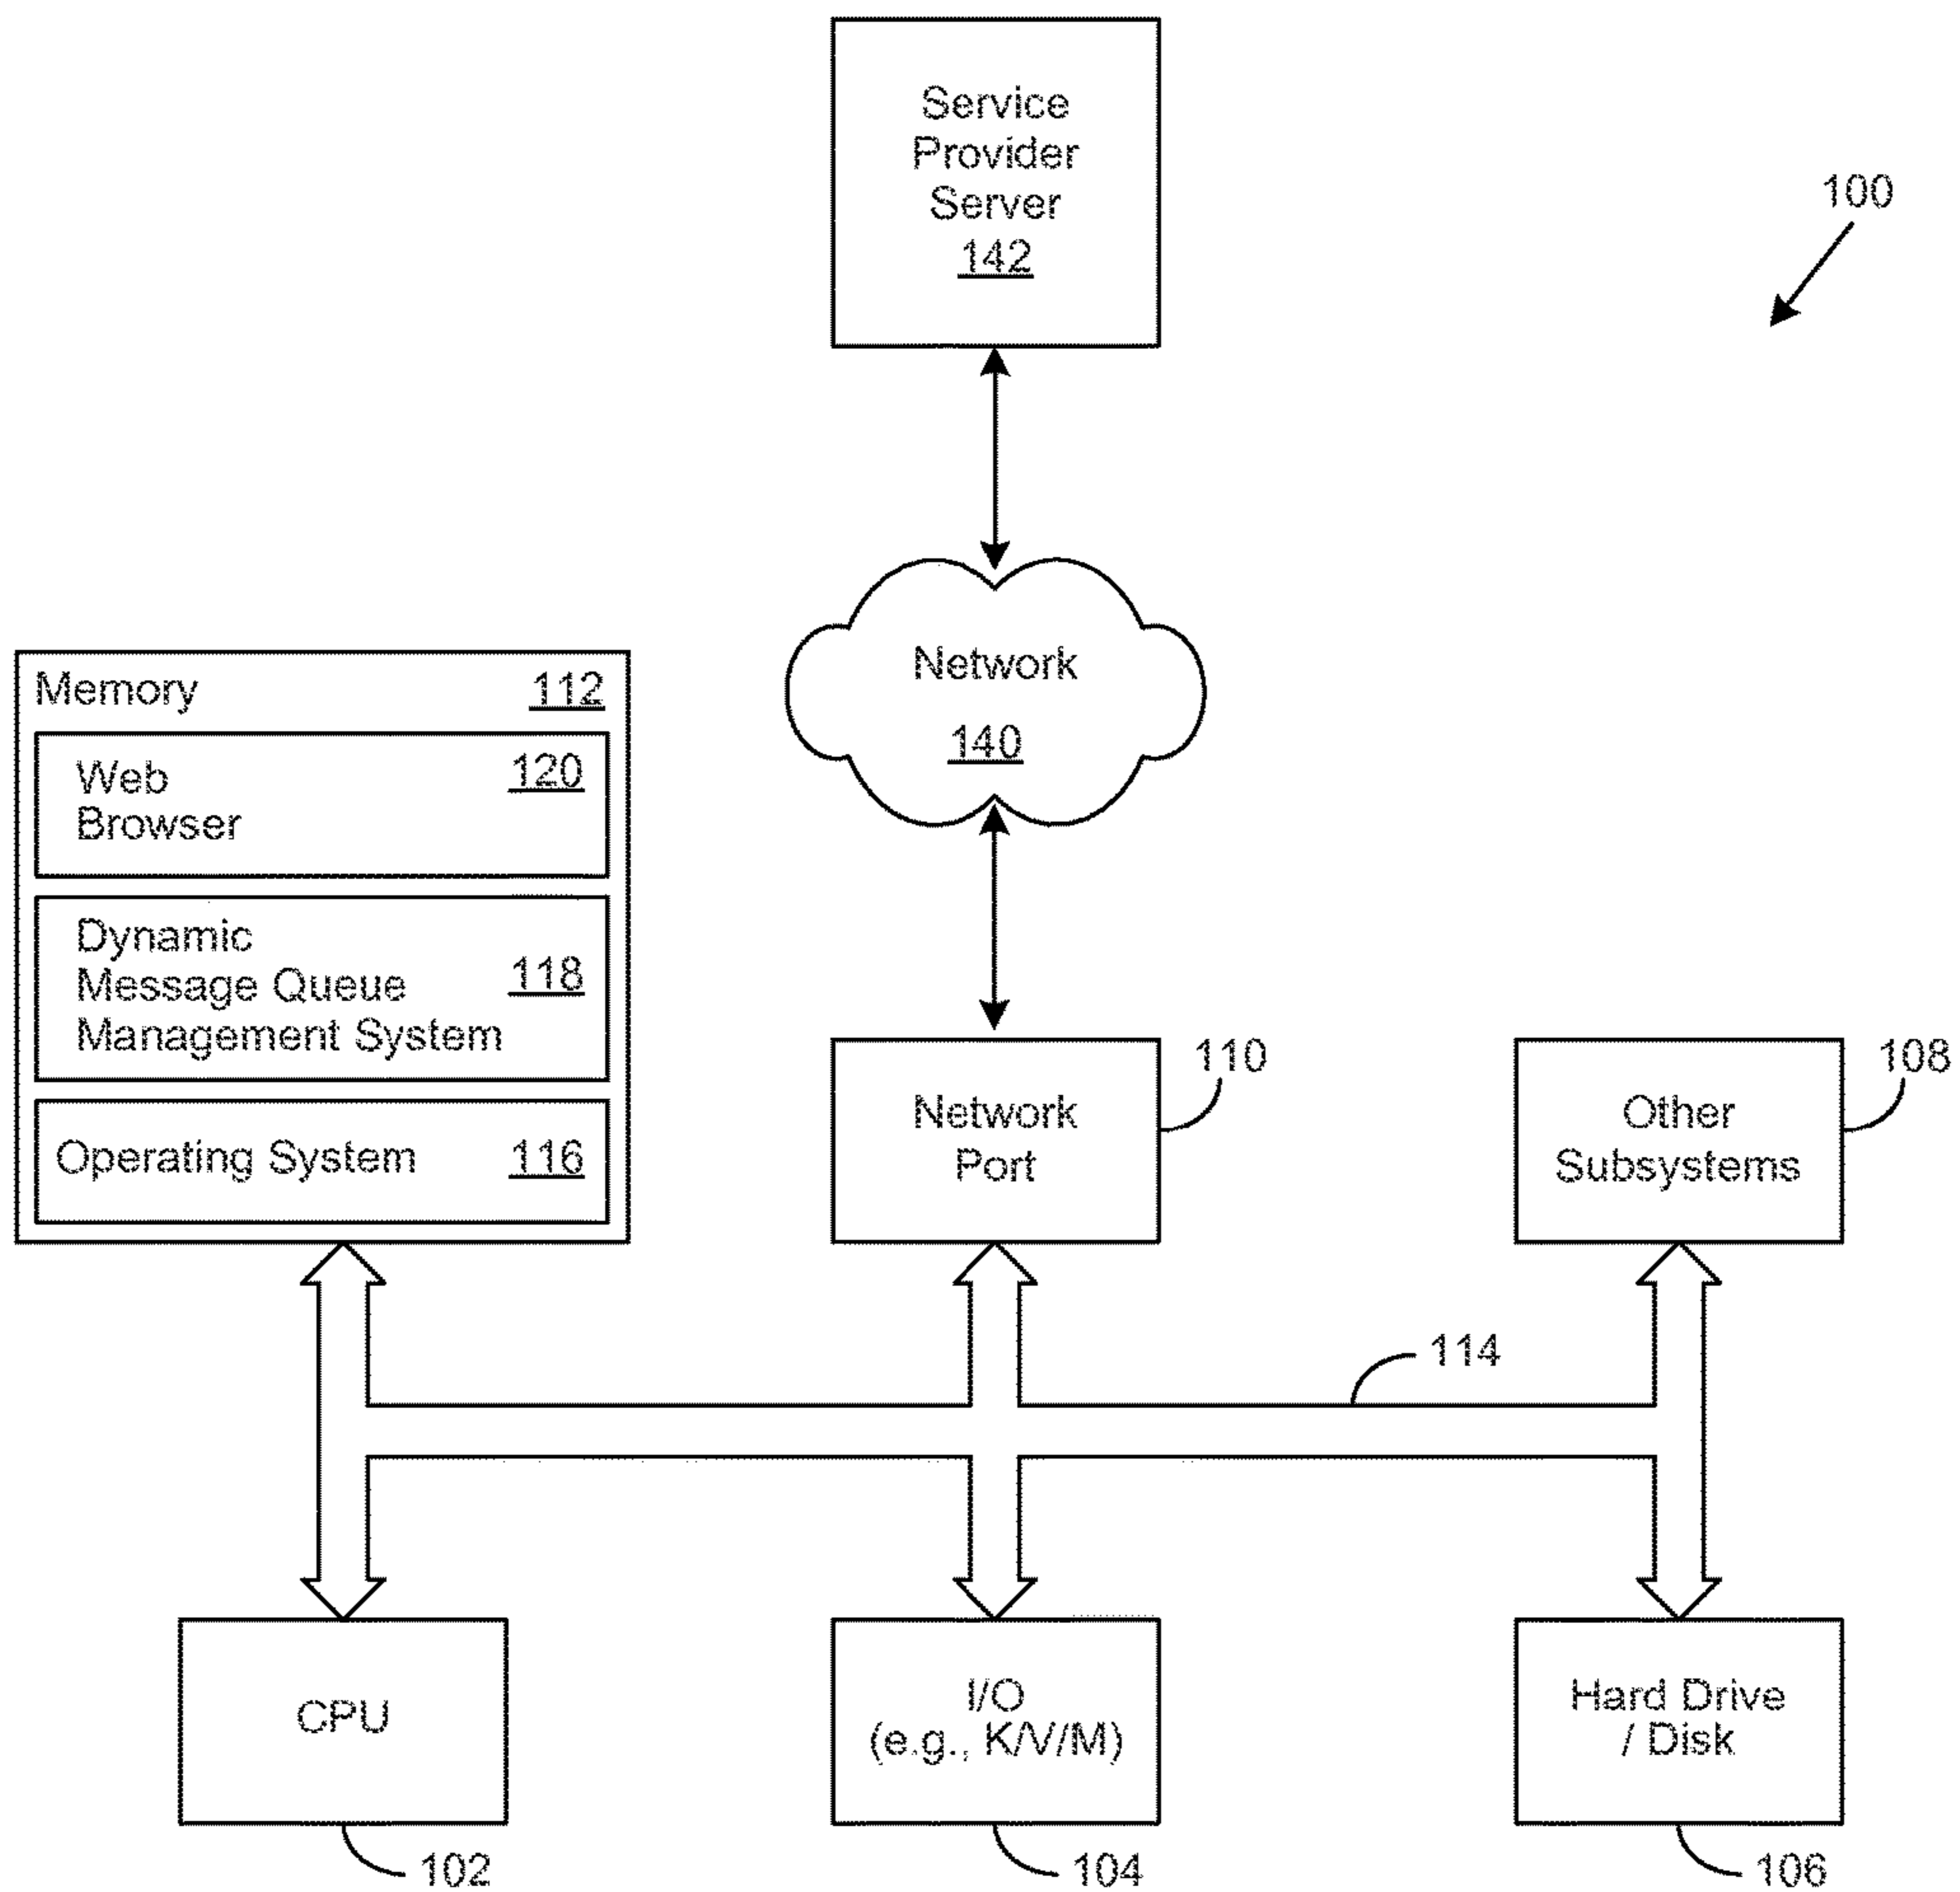 Service
Provider
Server
142
100
Network
140
Memory 112
Web 120
Browser
Dynamic
Message Queue 118
Management System
Operating System 116
Network
Port
110
Other
Subsystems
108
114
CPU
102
I/O
(e.g., K/V/M)
104
Hard Drive
/ Disk
106